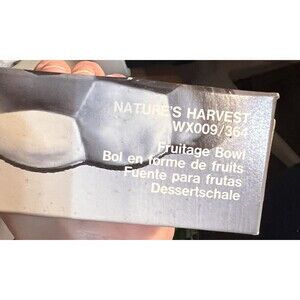 NATURE'S HARVEST
WX009/364
Fruitage Bowl
Bol en forme de fruits
Fuente para frutas
Dessertschale